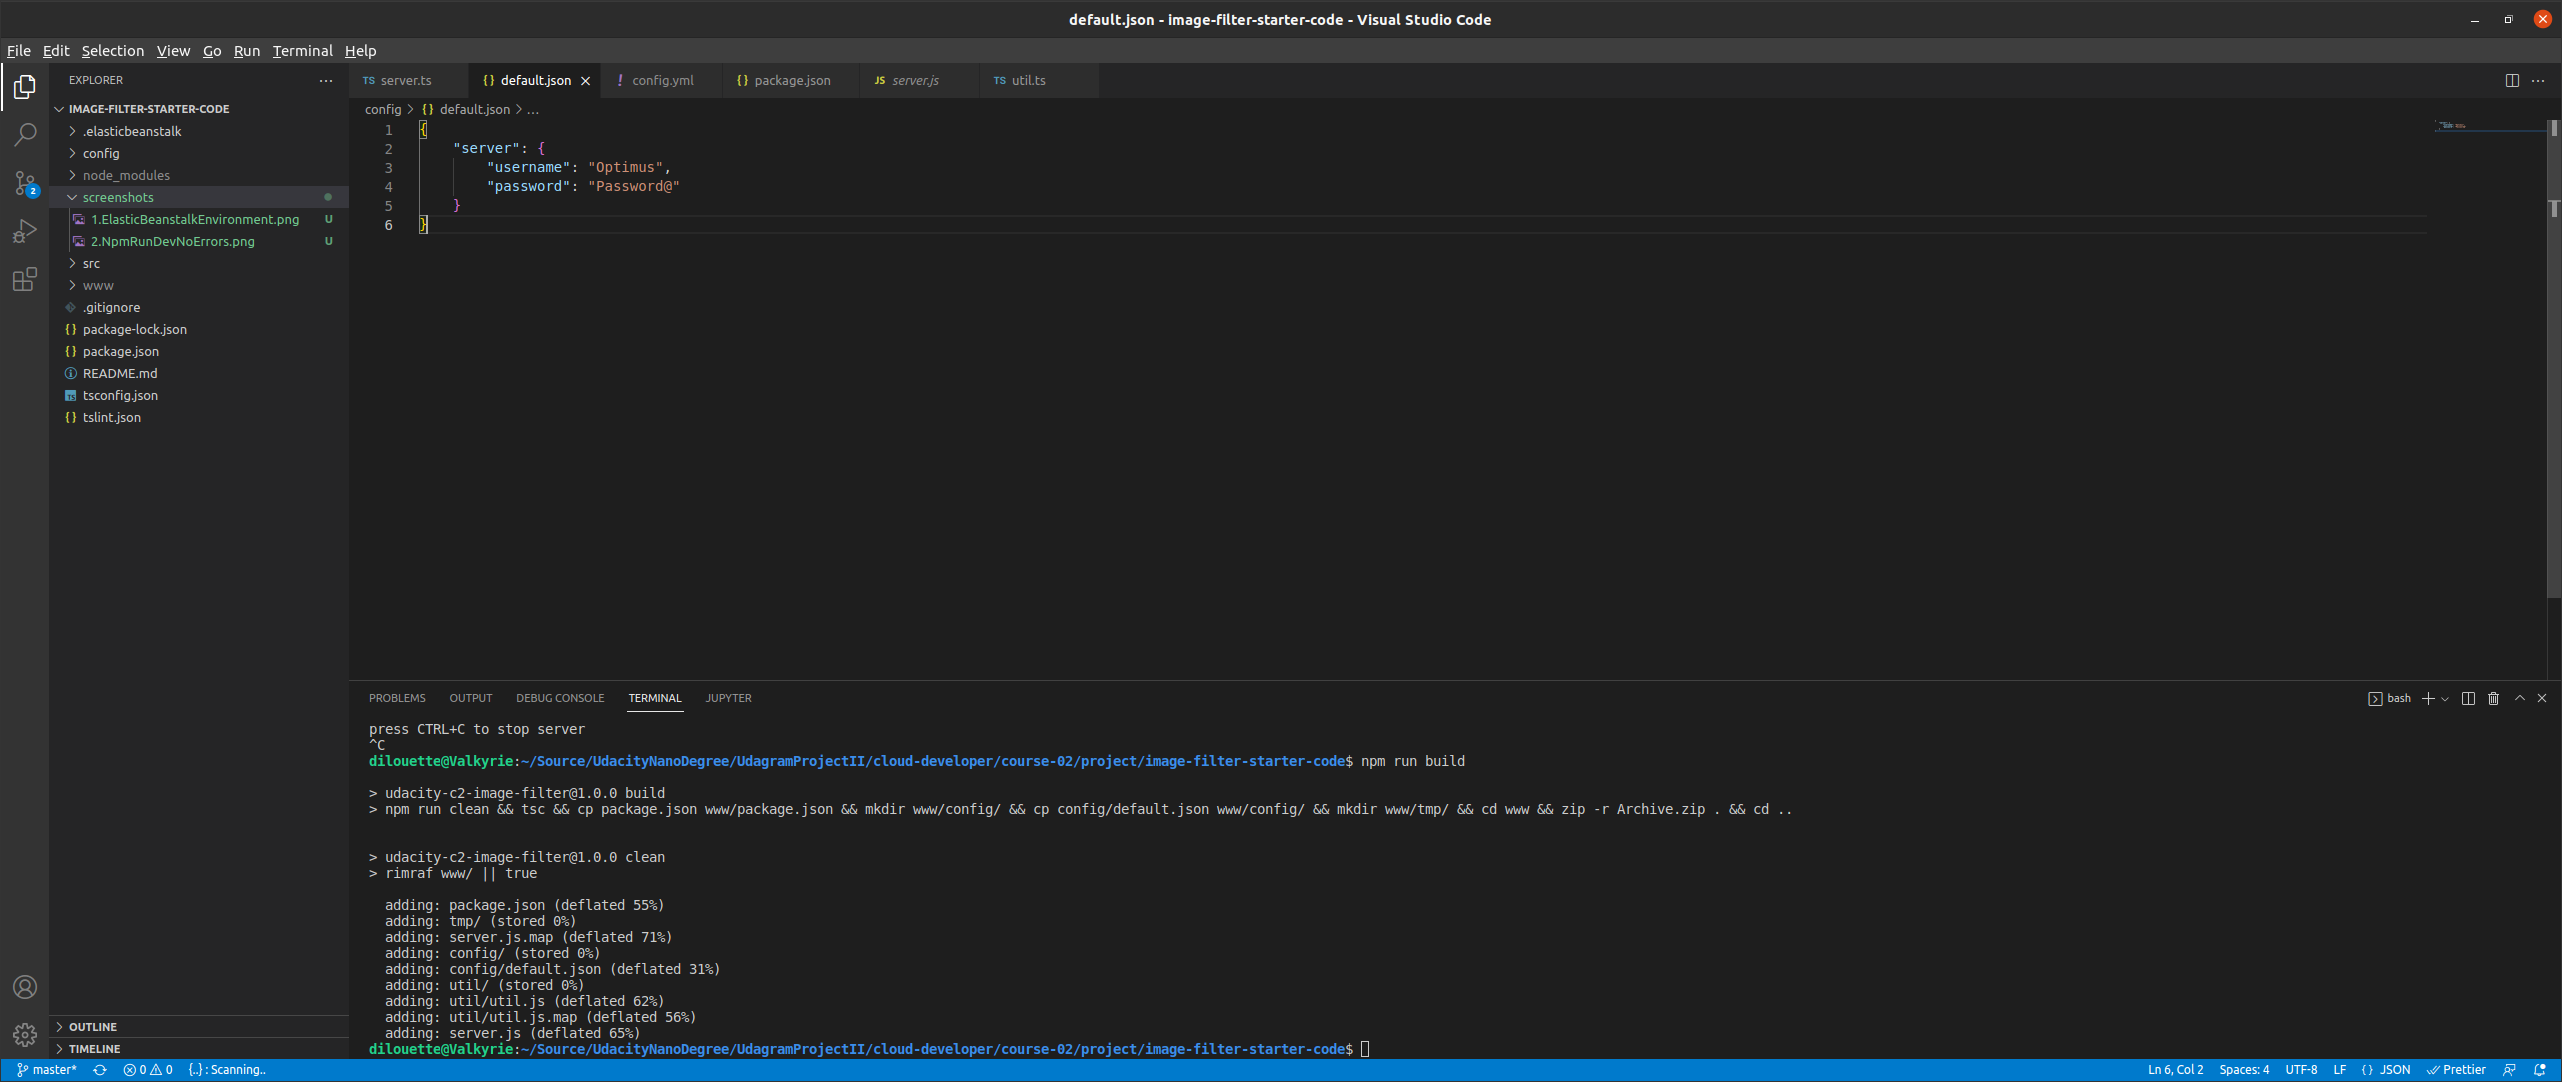 default.json - image-filter-starter-code - Visual Studio Code
File Edit Selection View Go Run Terminal Help
EXPLORER
TS server.ts
{} default.json
! config.yml
{} package.json
JS server.js
TS util.ts
IMAGE-FILTER-STARTER-CODE
.elasticbeanstalk
config
node_modules
screenshots
1.ElasticBeanstalkEnvironment.png U
2.NpmRunDevNoErrors.png U
src
www
.gitignore
{} package-lock.json
{} package.json
README.md
TS tsconfig.json
{} tslint.json
OUTLINE
TIMELINE
2
config > {} default.json > ...
1 {
2 "server": {
3 "username": "Optimus",
4 "password": "Password@"
5 }
6 }
PROBLEMS OUTPUT DEBUG CONSOLE TERMINAL JUPYTER
bash
press CTRL+C to stop server
^C
dilouette@Valkyrie:~/Source/UdacityNanoDegree/UdagramProjectII/cloud-developer/course-02/project/image-filter-starter-code$ npm run build
> udacity-c2-image-filter@1.0.0 build
> npm run clean && tsc && cp package.json www/package.json && mkdir www/config/ && cp config/default.json www/config/ && mkdir www/tmp/ && cd www && zip -r Archive.zip . && cd ..
> udacity-c2-image-filter@1.0.0 clean
> rimraf www/ || true
adding: package.json (deflated 55%)
adding: tmp/ (stored 0%)
adding: server.js.map (deflated 71%)
adding: config/ (stored 0%)
adding: config/default.json (deflated 31%)
adding: util/ (stored 0%)
adding: util/util.js (deflated 62%)
adding: util/util.js.map (deflated 56%)
adding: server.js (deflated 65%)
dilouette@Valkyrie:~/Source/UdacityNanoDegree/UdagramProjectII/cloud-developer/course-02/project/image-filter-starter-code$
master* 0 0 {..} : Scanning.. Ln 6, Col 2 Spaces: 4 UTF-8 LF {} JSON Prettier